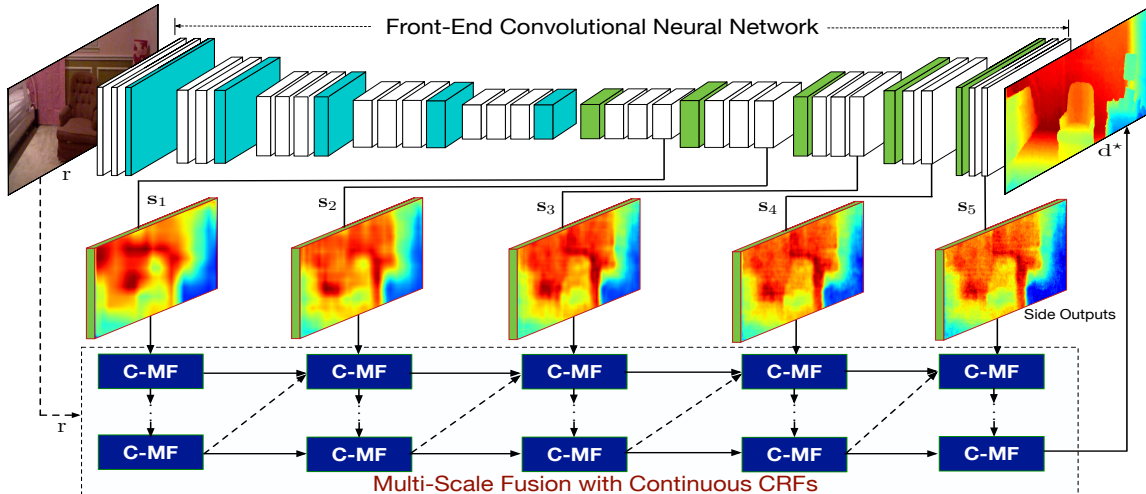 Front-End Convolutional Neural Network
r
d*
s1
s2
s3
s4
s5
Side Outputs
C-MF C-MF C-MF C-MF C-MF
r
C-MF C-MF C-MF C-MF C-MF
Multi-Scale Fusion with Continuous CRFs